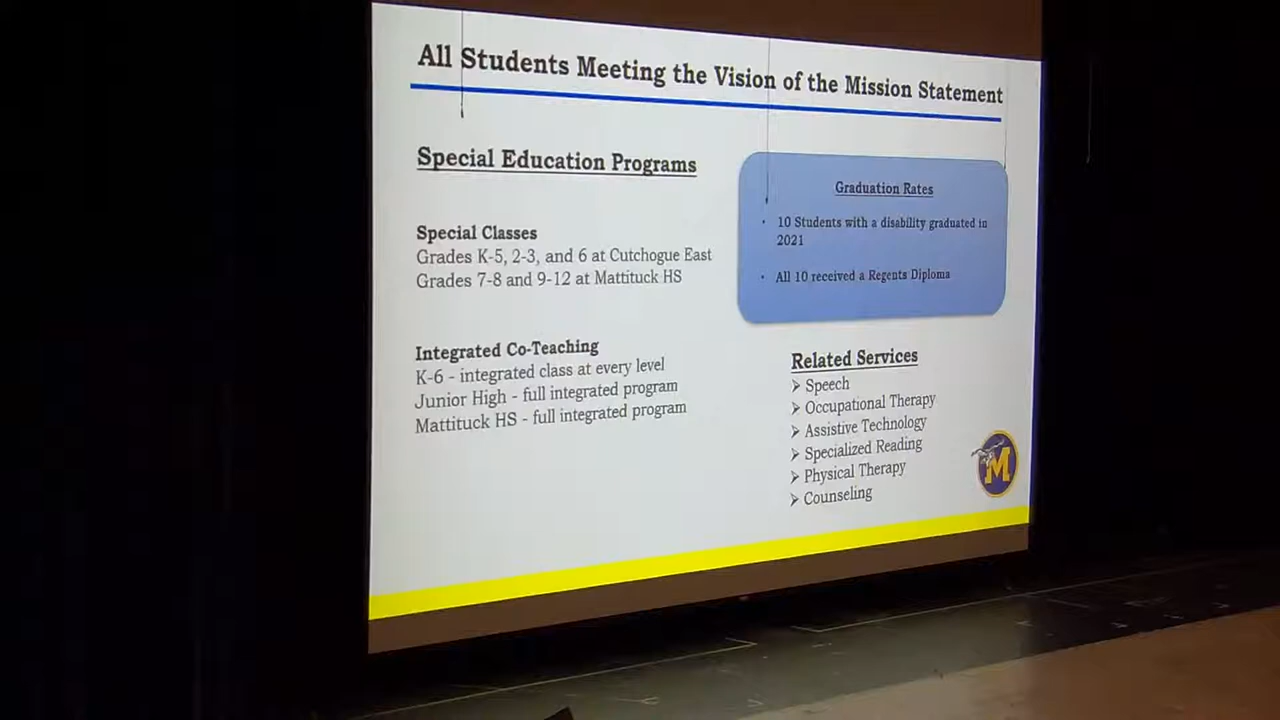 All Students Meeting the Vision of the Mission Statement
Special Education Programs
Special Classes
Grades K-5, 2-3, and 6 at Cutchogue East
Grades 7-8 and 9-12 at Mattituck HS
Integrated Co-Teaching
K-6 - integrated class at every level
Junior High - full integrated program
Mattituck HS - full integrated program
Graduation Rates
• 10 Students with a disability graduated in
2021
• All 10 received a Regents Diploma
Related Services
➢ Speech
➢ Occupational Therapy
➢ Assistive Technology
➢ Specialized Reading
➢ Physical Therapy
➢ Counseling
M